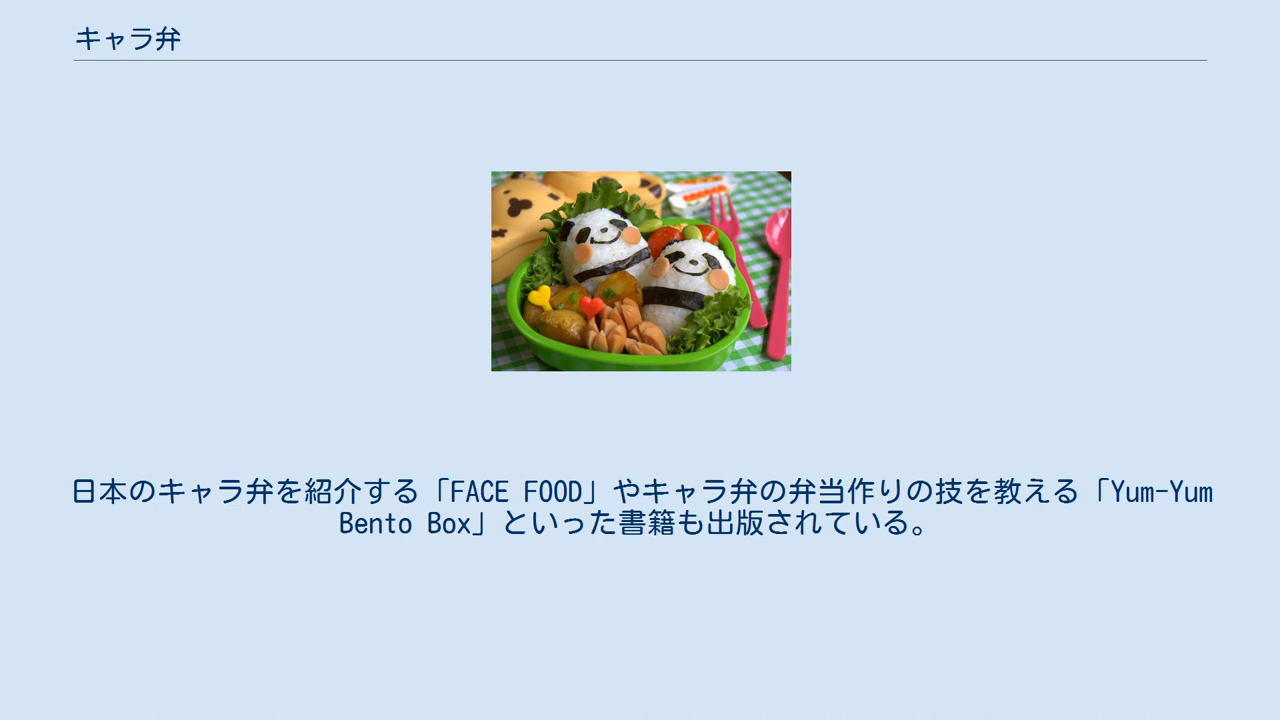 キャラ弁
日本のキャラ弁を紹介する「FACE FOOD」やキャラ弁の弁当作りの技を教える「Yum-Yum
Bento Box」といった書籍も出版されている。